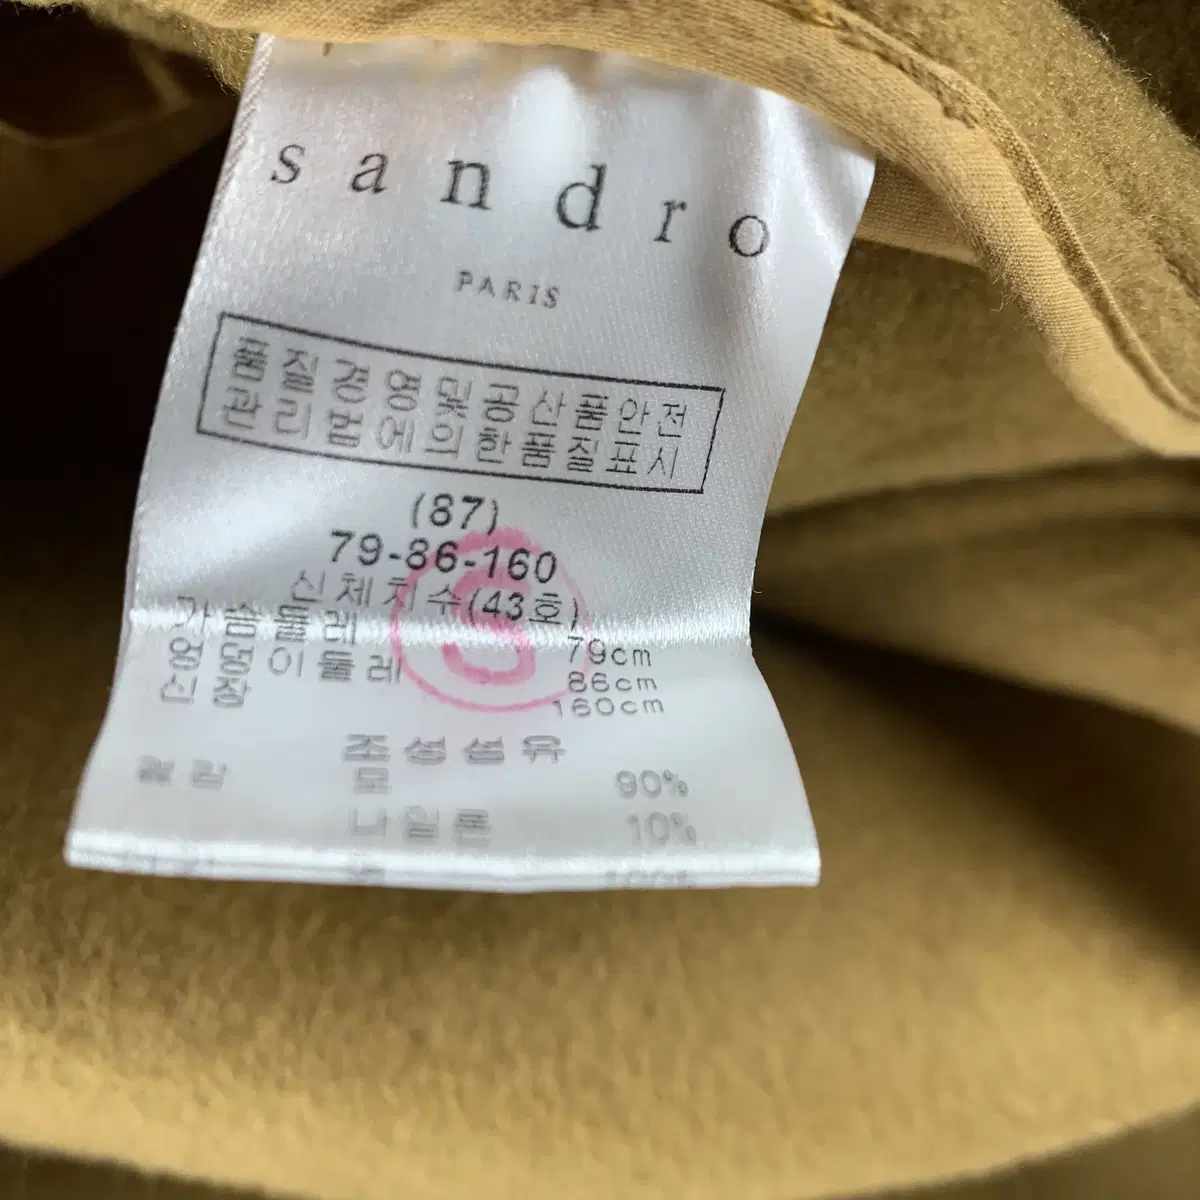 sandro
PARIS
품질경영및공산품안전
관리법에의한품질표시
(87)
79-86-160
신체치수(43호)
S
가슴둘레 79cm
엉덩이둘레 86cm
신장 160cm
조성섬유
겉감 모 90%
나일론 10%
100%